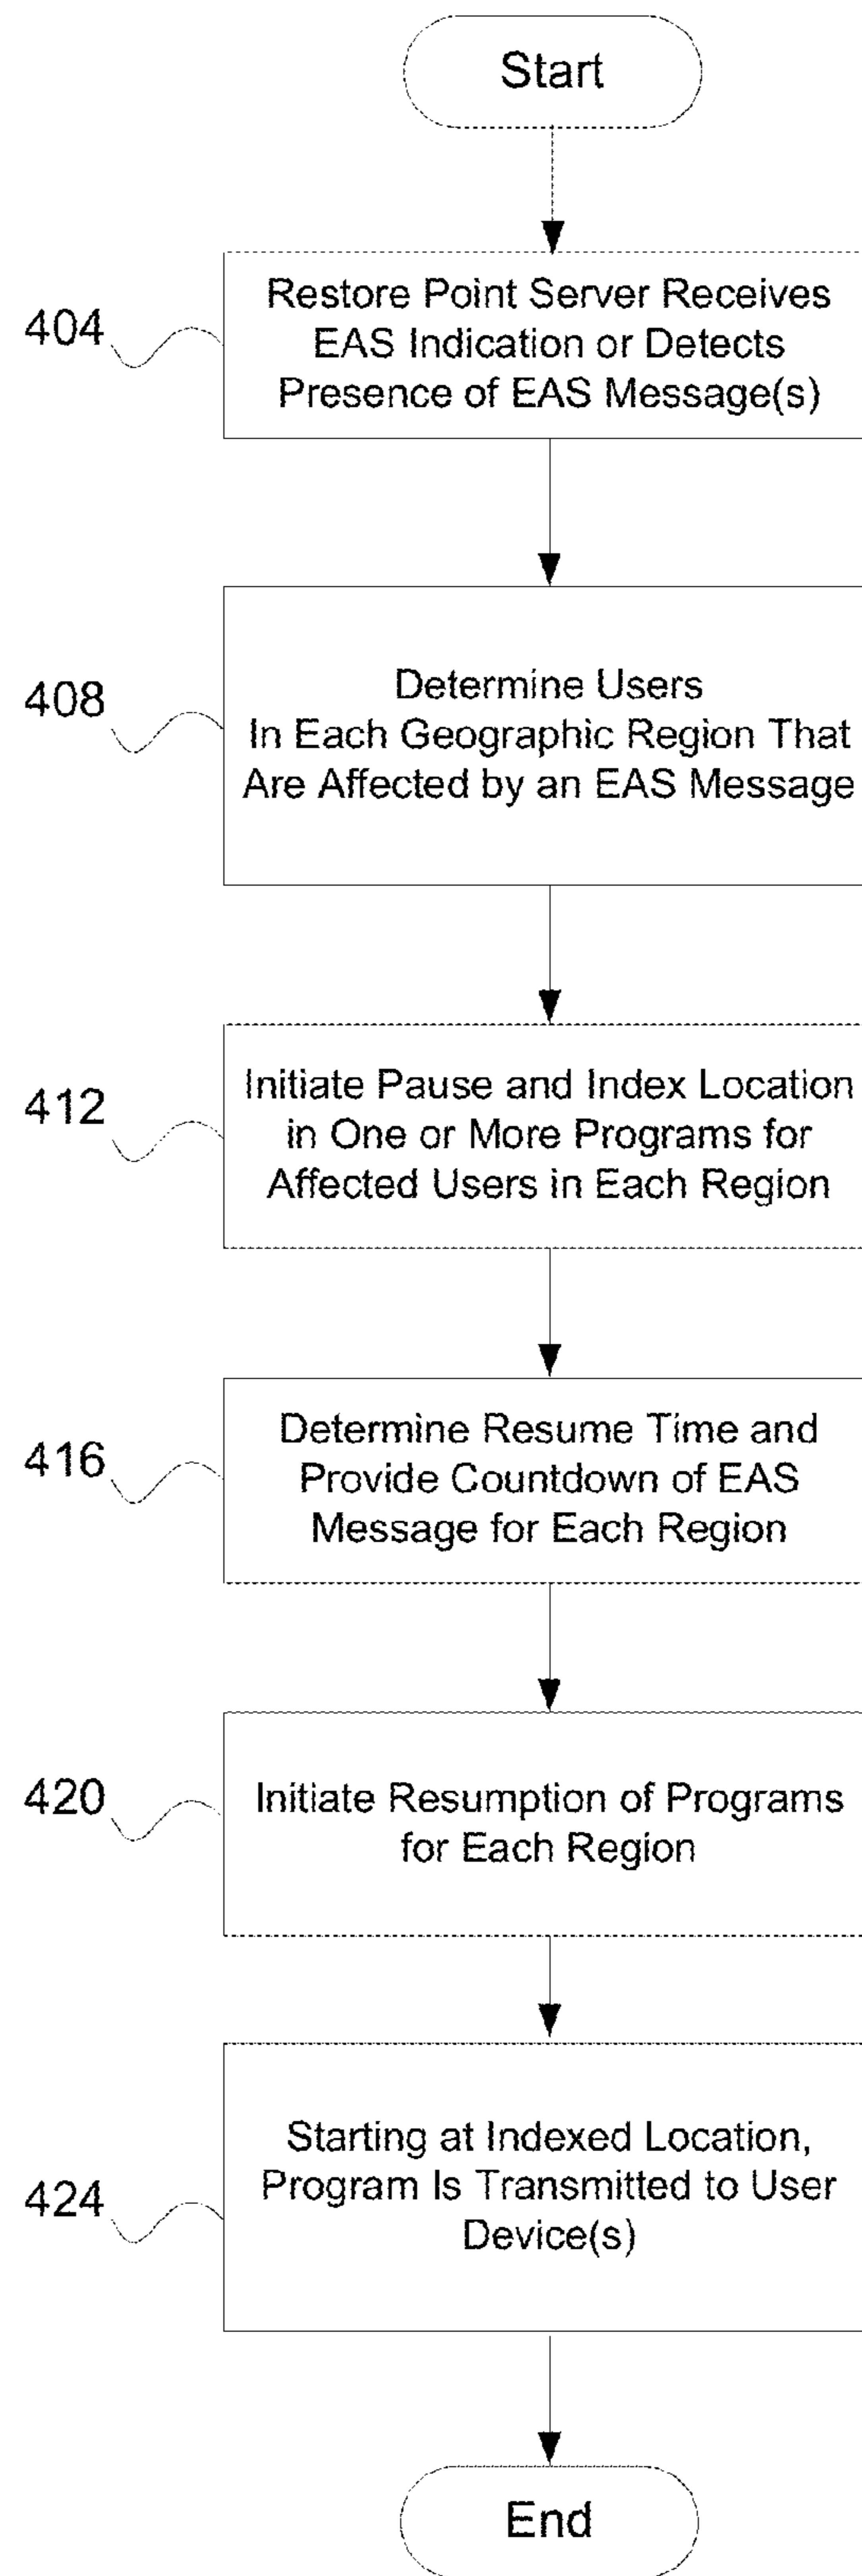 Start
404
Restore Point Server Receives
EAS Indication or Detects
Presence of EAS Message(s)
408
Determine Users
In Each Geographic Region That
Are Affected by an EAS Message
412
Initiate Pause and Index Location
in One or More Programs for
Affected Users in Each Region
416
Determine Resume Time and
Provide Countdown of EAS
Message for Each Region
420
Initiate Resumption of Programs
for Each Region
424
Starting at Indexed Location,
Program Is Transmitted to User
Device(s)
End